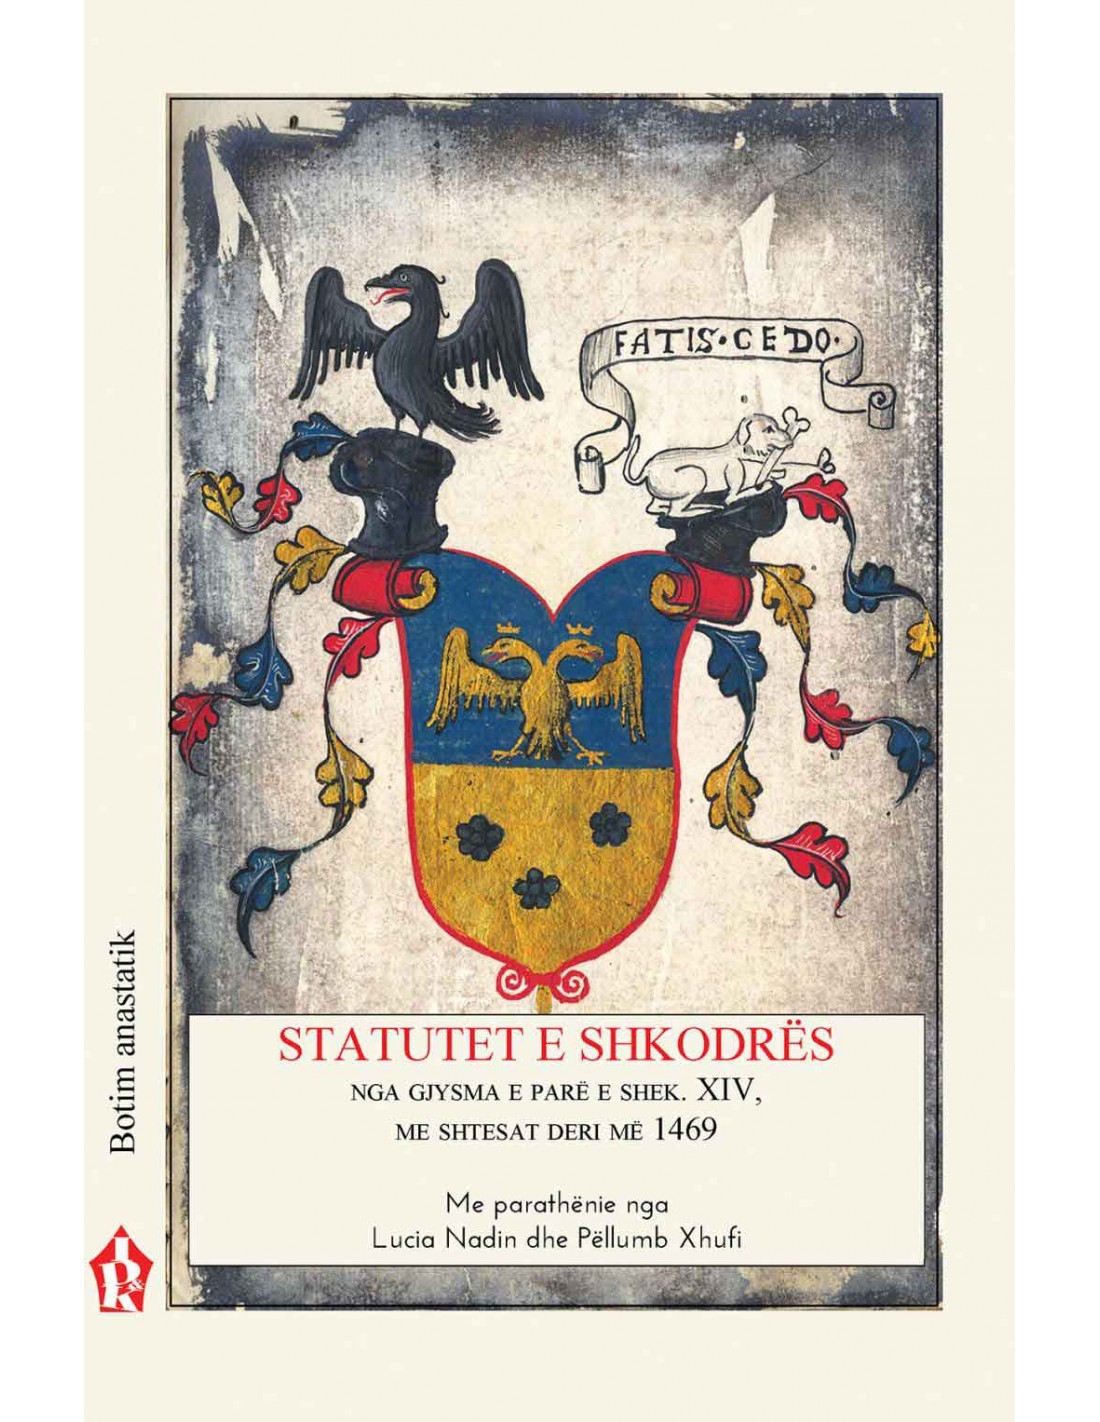 FATIS·CEDO·
STATUTET E SHKODRËS
NGA GJYSMA E PARË E SHEK. XIV,
ME SHTESAT DERI MË 1469
Me parathënie nga
Lucia Nadin dhe Pëllumb Xhufi
Botim anastatik